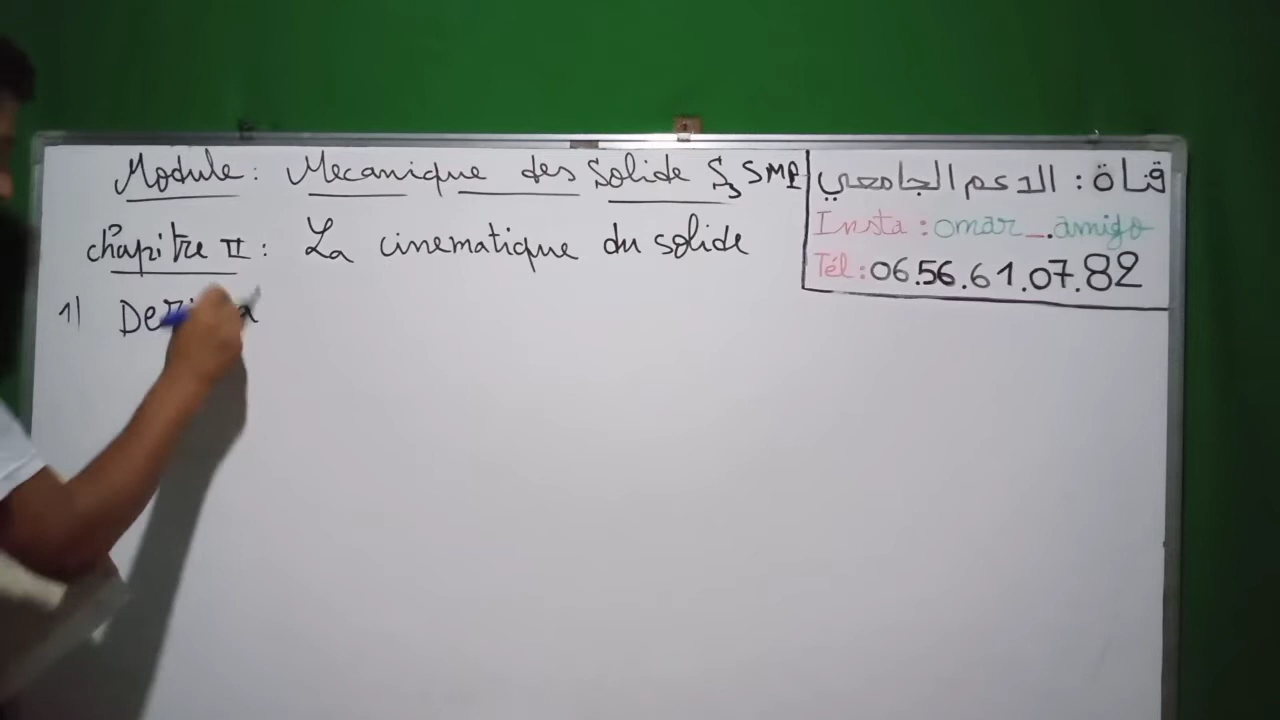 Module : Mecanique des Solide S3 SMP
chapitre II : La cinematique du solide
1)
قناة : الدعم الجامعي
Insta : omar_.amigo
Tél : 06.56.61.07.82